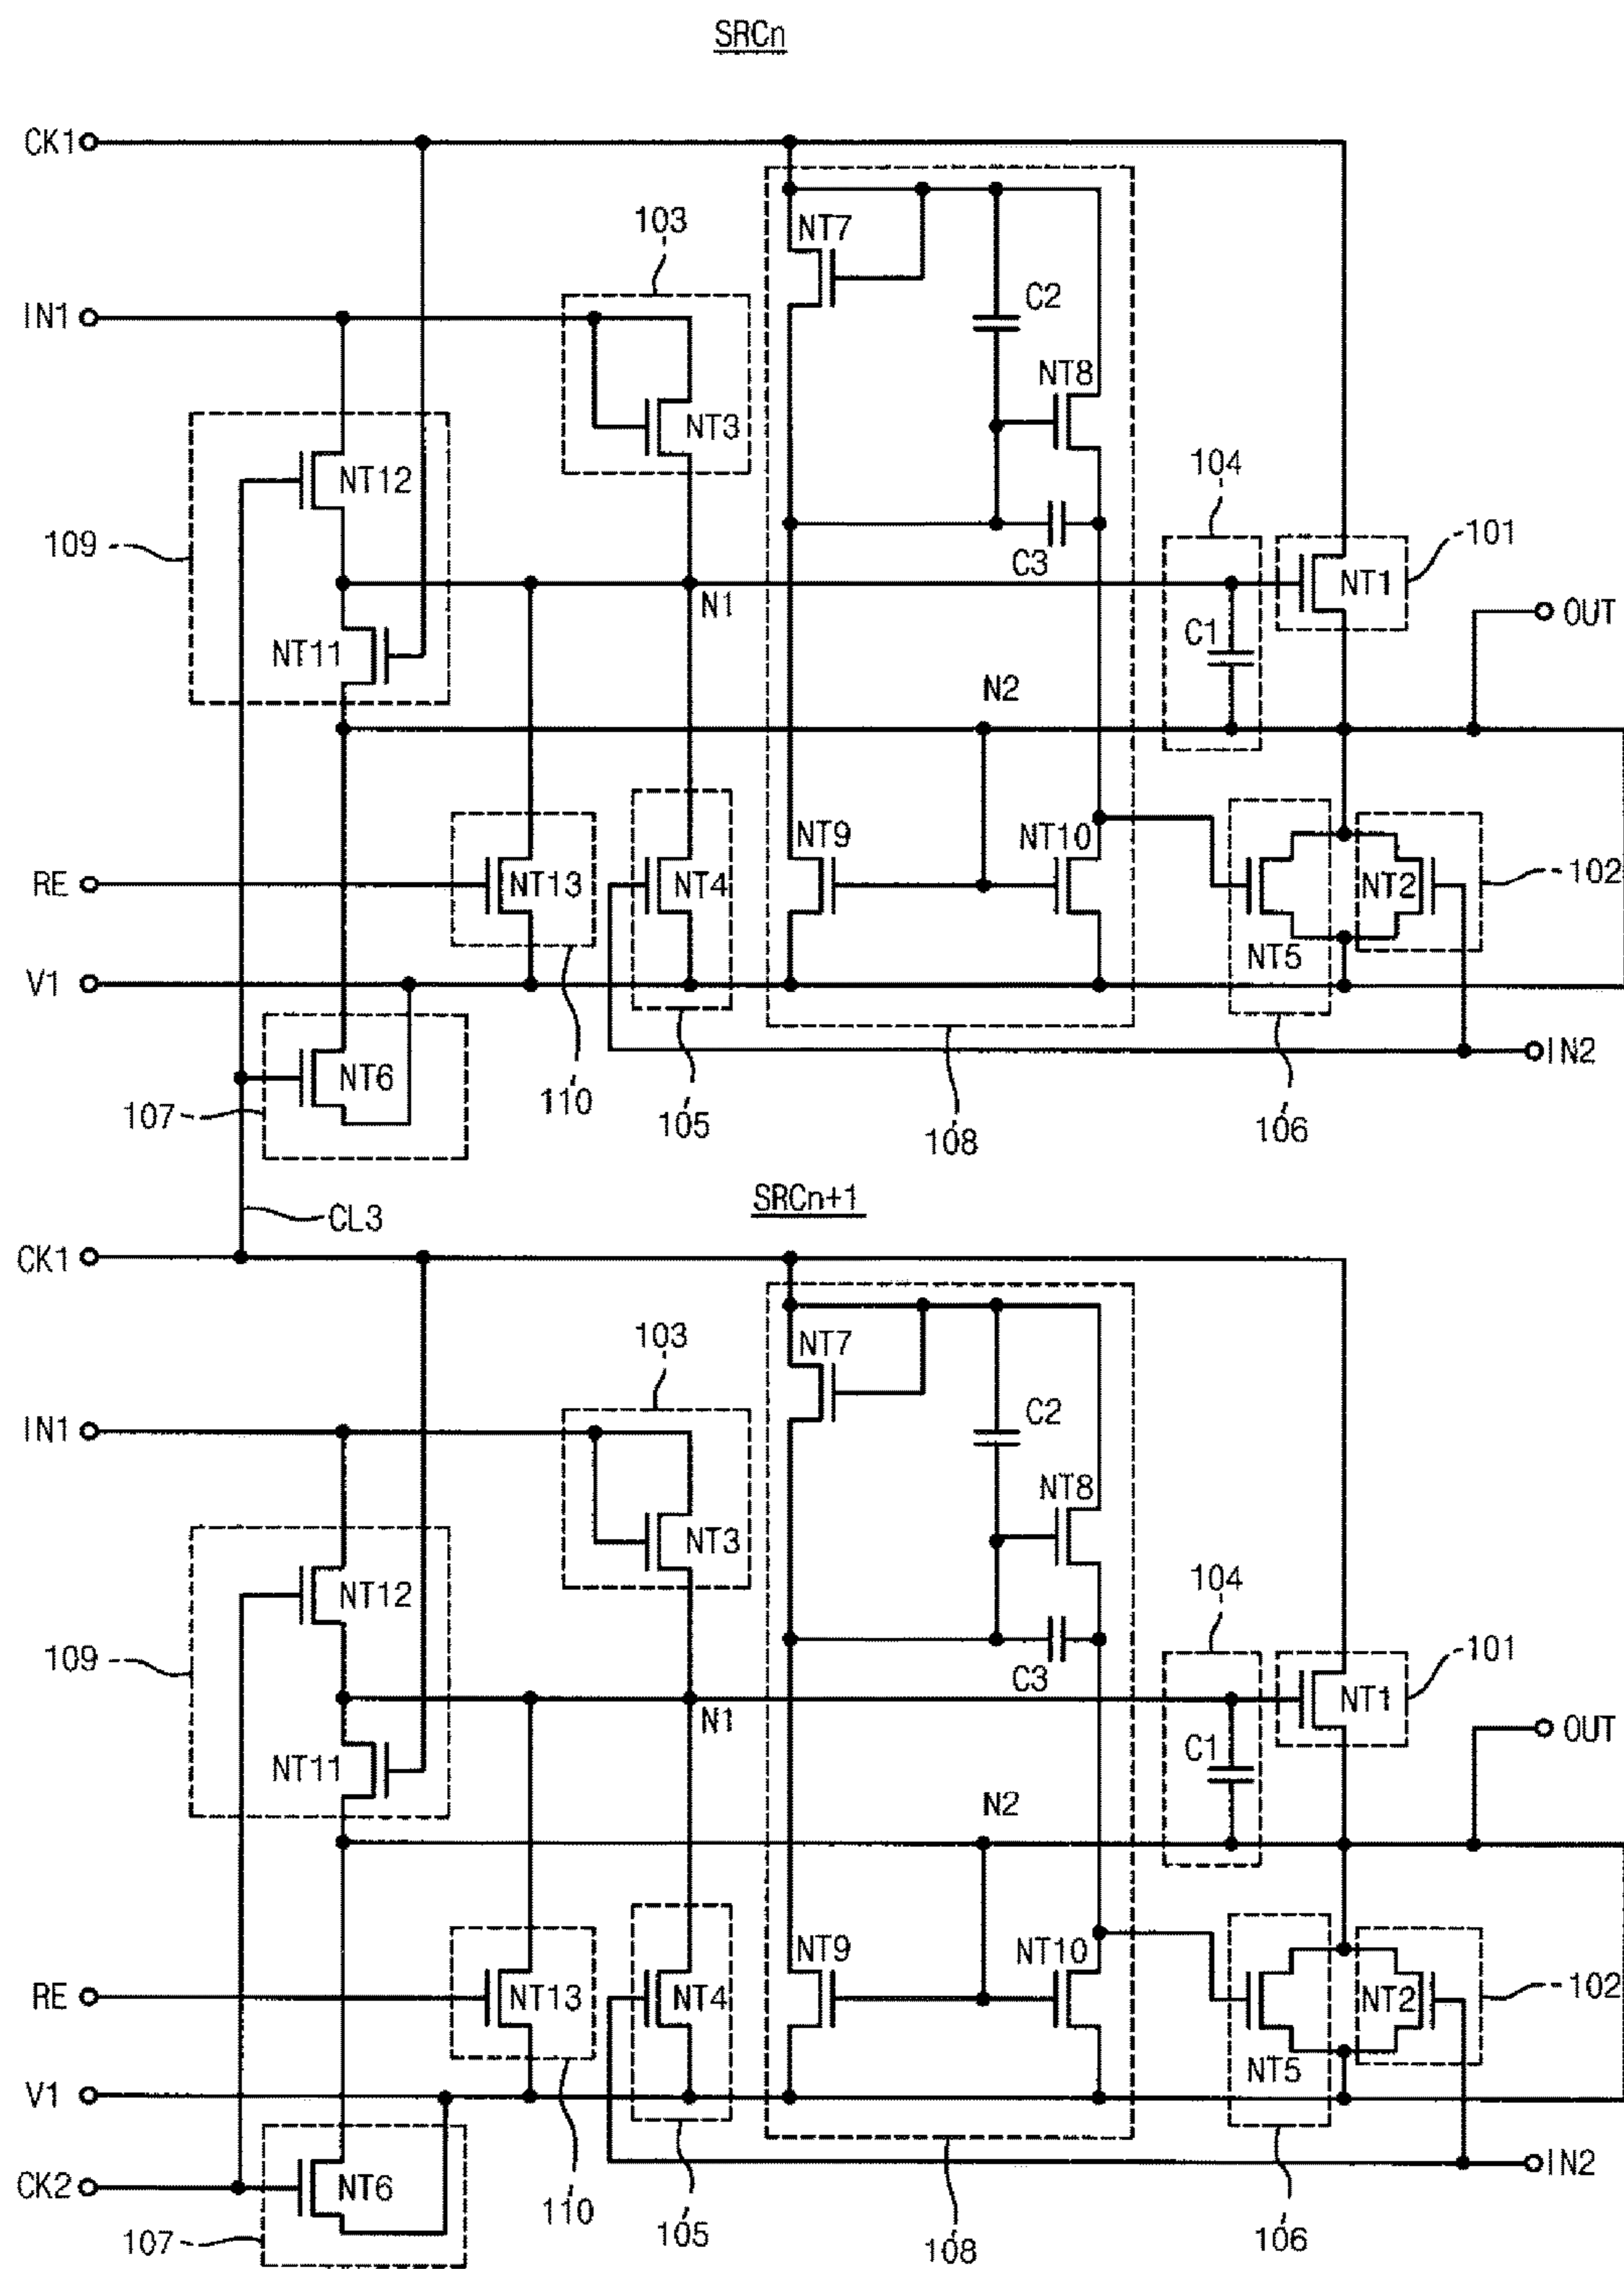 SRCn
CK1
103
NT7
C2
IN1
NT8
NT3
104
NT12
101
109
C3
NT1
N1
OUT
C1
NT11
N2
NT9
NT10
RE
NT13
NT4
NT2
102
NT5
V1
IN2
NT6
110
107
105
106
108
SRCn+1
CL3
CK1
103
NT7
C2
IN1
NT8
NT3
104
NT12
101
109
C3
NT1
N1
OUT
C1
NT11
N2
NT9
NT10
102
RE
NT13
NT4
NT2
NT5
V1
IN2
CK2
NT6
110
105
106
107
108